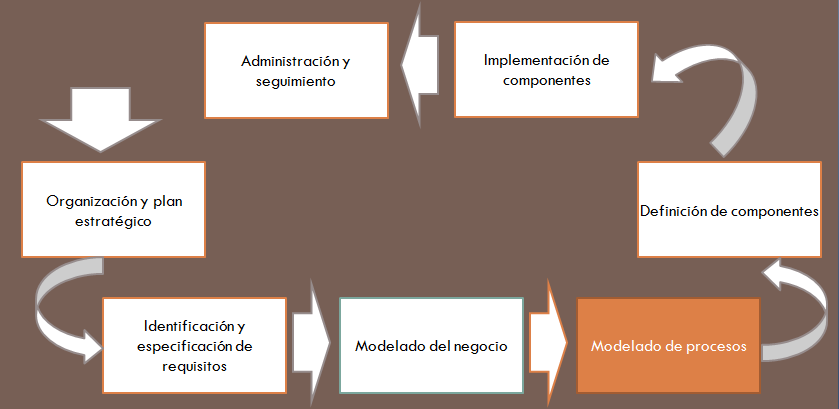 Administración y
seguimiento
Implementación de
componentes
Organización y plan
estratégico
Definición de componentes
Identificación y
especificación de
requisitos
Modelado del negocio
Modelado de procesos